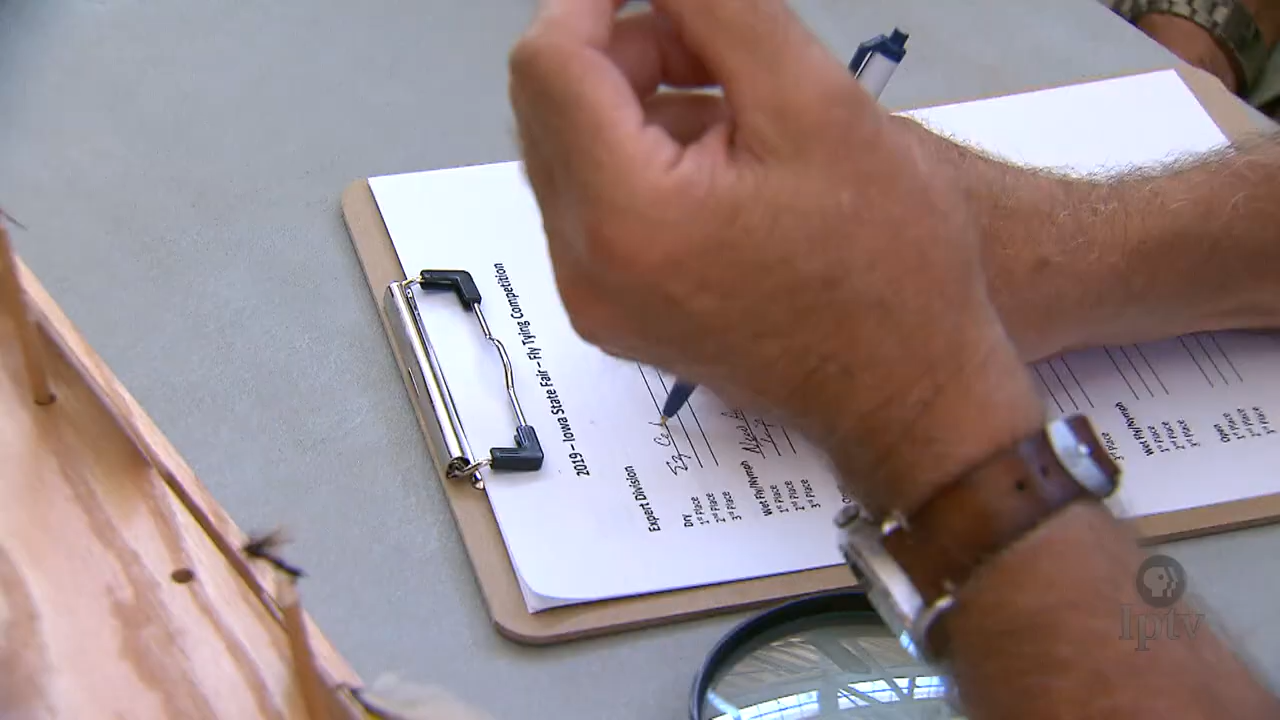 2019 – Iowa State Fair – Fly Tying Competition
Expert Division
Dry
1st Place
2nd Place
3rd Place
Wet Fly/Nymph
1st Place
2nd Place
3rd Place
3rd Place
Wet Fly/Nymph
1st Place
2nd Place
3rd Place
Open
1st Place
2nd Place
3rd Place
Iptv